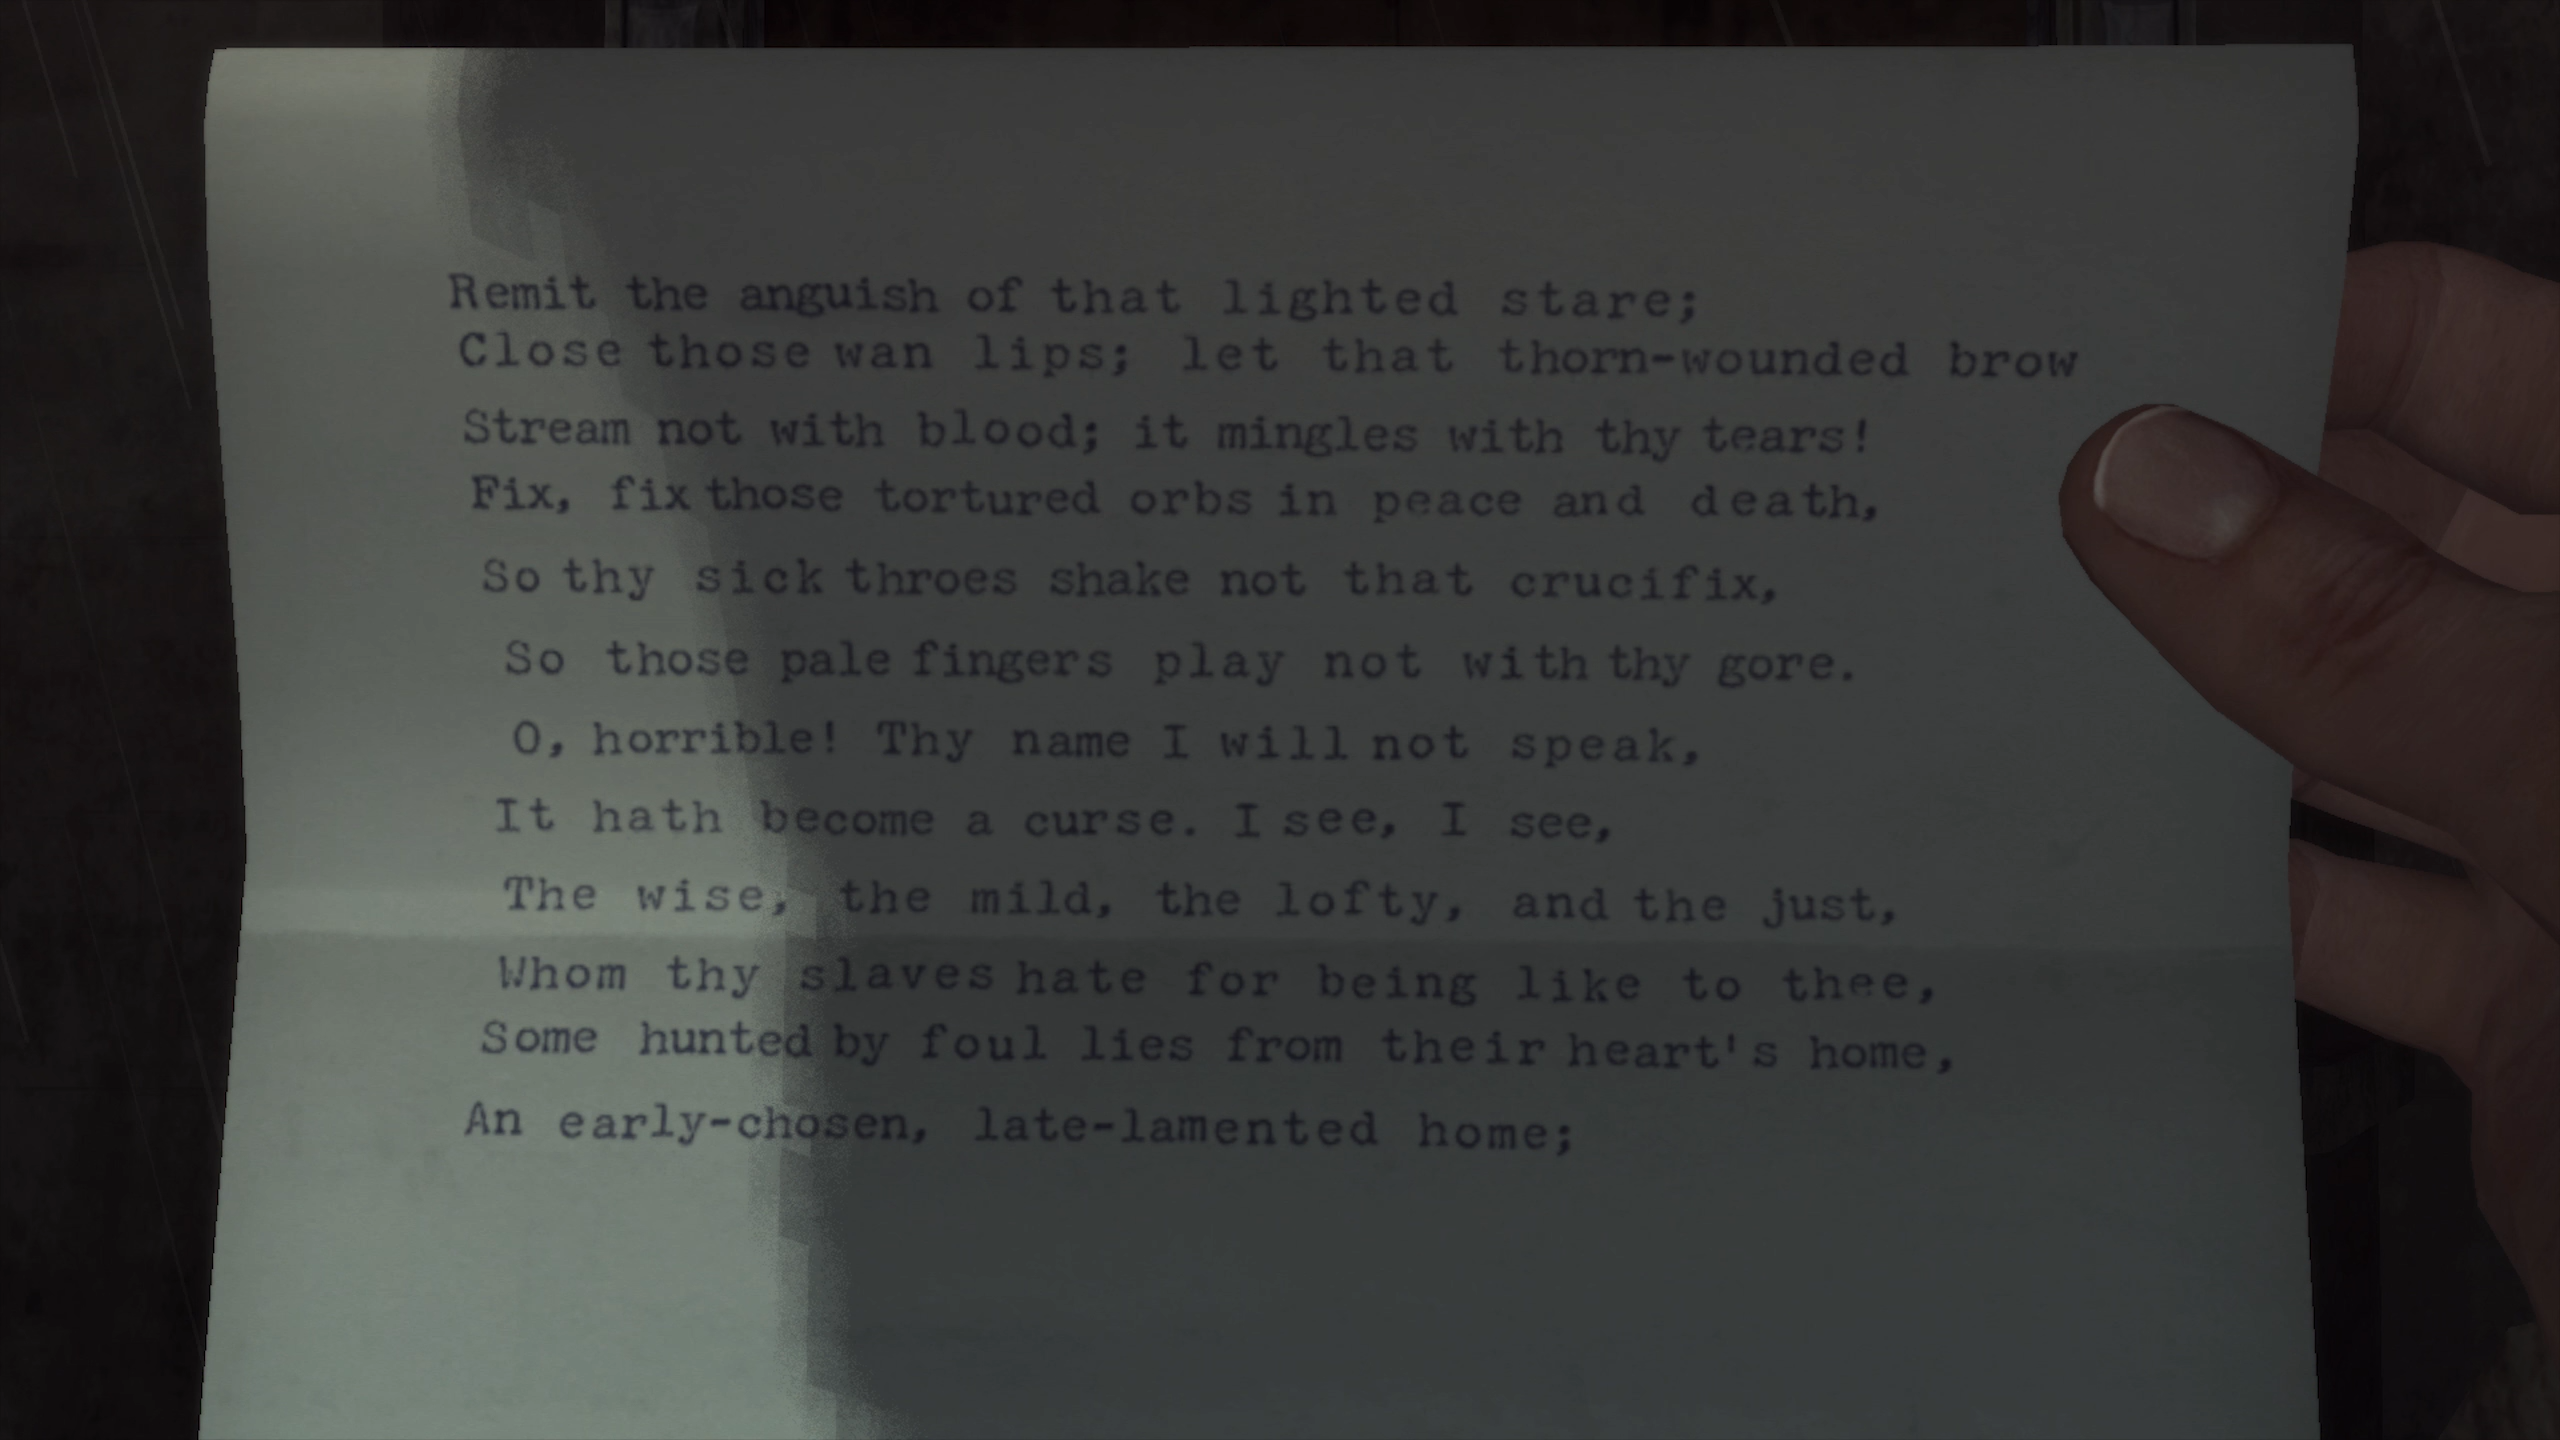 Remit the anguish of that lighted stare;
Close those wan lips; let that thorn-wounded brow
Stream not with blood; it mingles with thy tears!
Fix, fix those tortured orbs in peace and death,
So thy sick throes shake not that crucifix,
So those pale fingers play not with thy gore.
O, horrible! Thy name I will not speak,
It hath become a curse. I see, I see,
The wise, the mild, the lofty, and the just,
Whom thy slaves hate for being like to thee,
Some hunted by foul lies from their heart's home,
An early-chosen, late-lamented home;